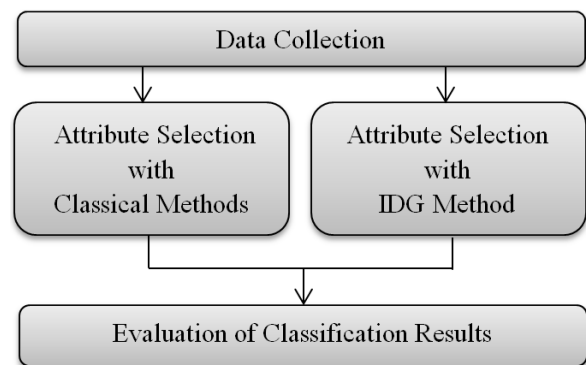 Data Collection
Attribute Selection
with
Classical Methods
Attribute Selection
with
IDG Method
Evaluation of Classification Results